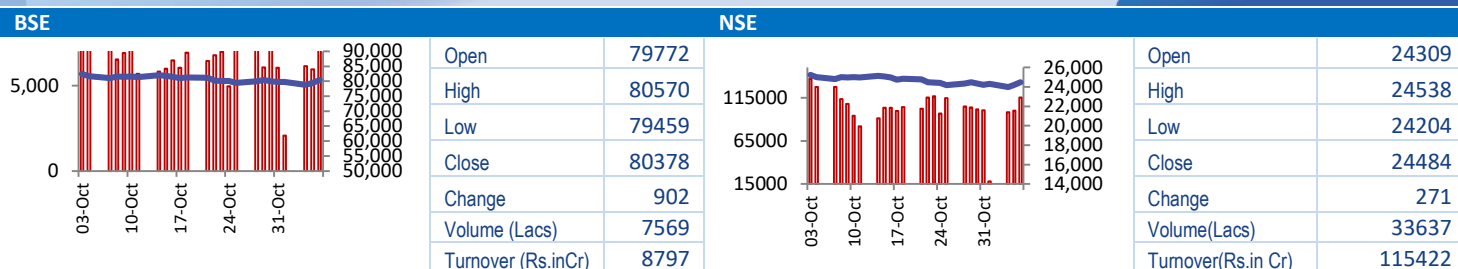 BSE
NSE
5,000
0
90,000
85,000
80,000
75,000
70,000
65,000
60,000
55,000
50,000
03-Oct
10-Oct
17-Oct
24-Oct
31-Oct
Open 79772
High 80570
Low 79459
Close 80378
Change 902
Volume (Lacs) 7569
Turnover (Rs.inCr) 8797
115000
65000
15000
26,000
24,000
22,000
20,000
18,000
16,000
14,000
03-Oct
10-Oct
17-Oct
24-Oct
31-Oct
Open 24309
High 24538
Low 24204
Close 24484
Change 271
Volume(Lacs) 33637
Turnover(Rs.in Cr) 115422